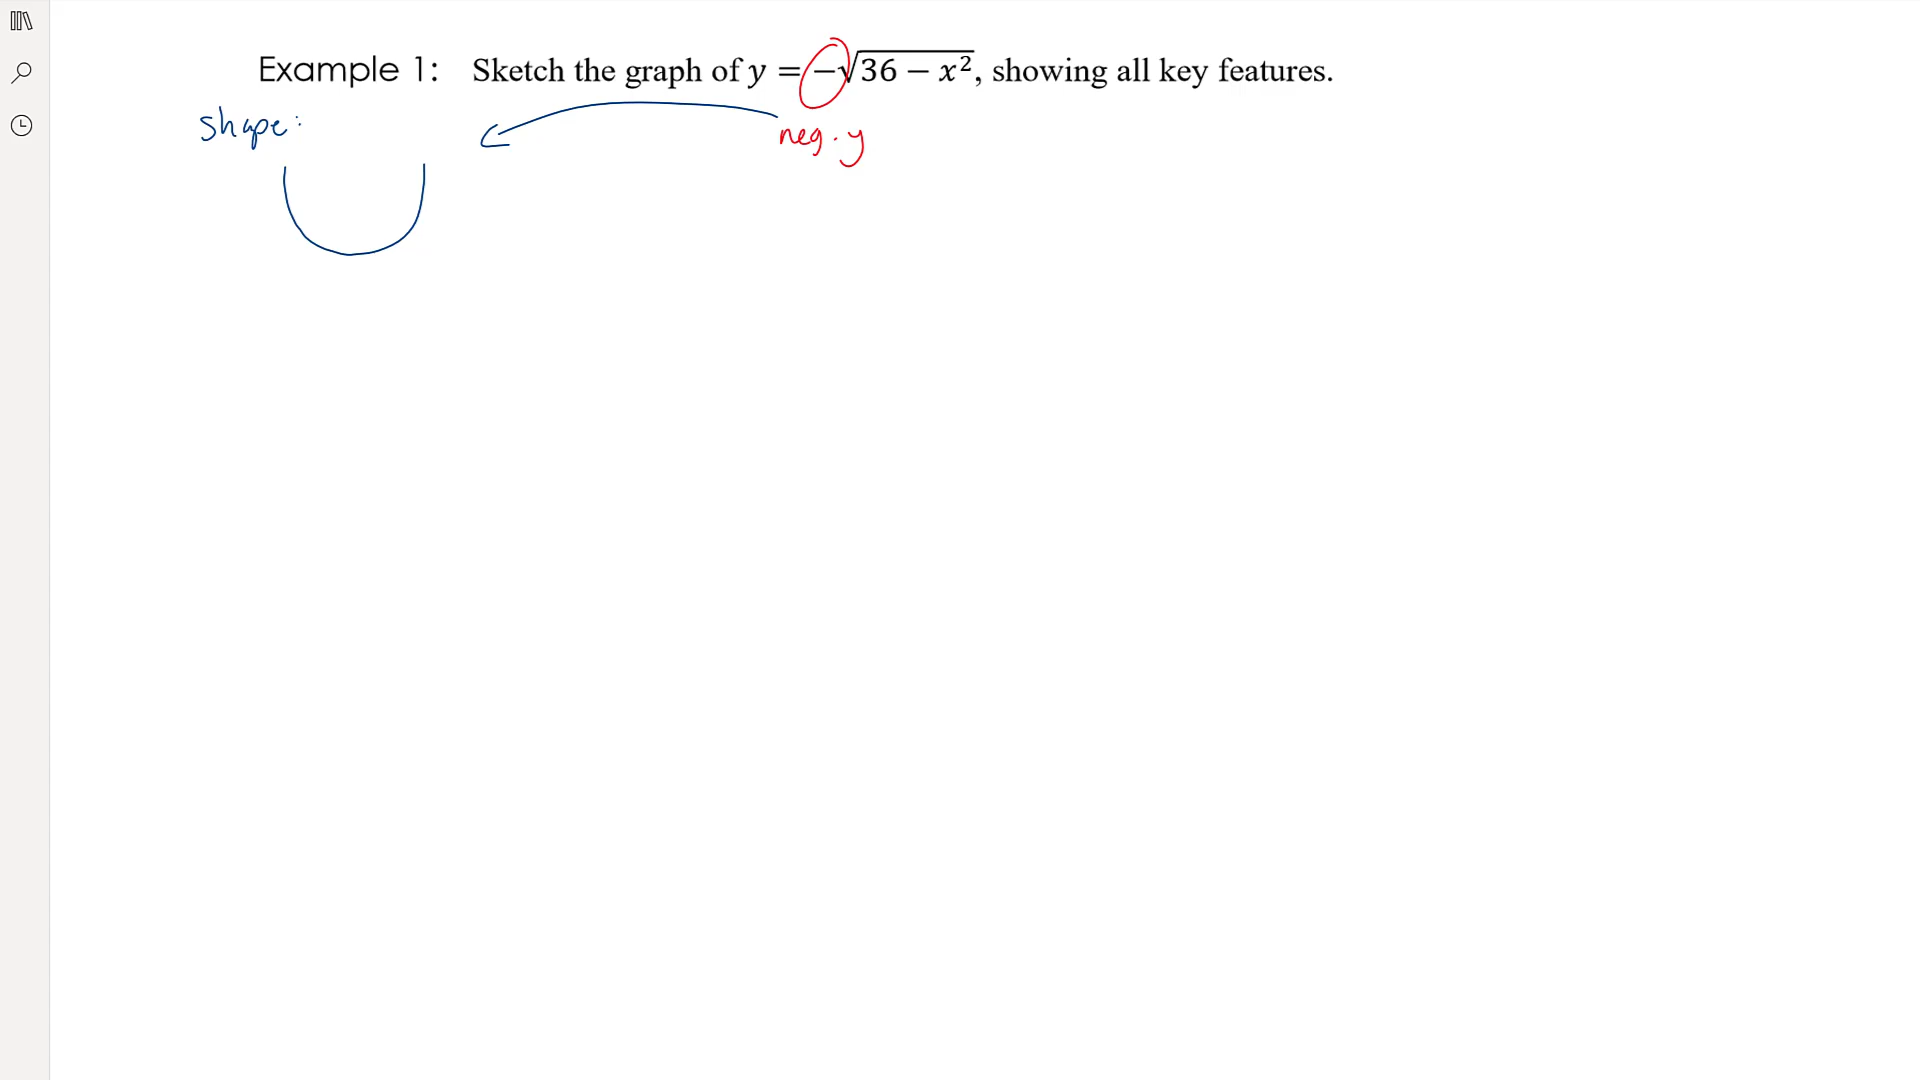 Example 1: Sketch the graph of y = −√36 − x², showing all key features.
shape:
neg. y